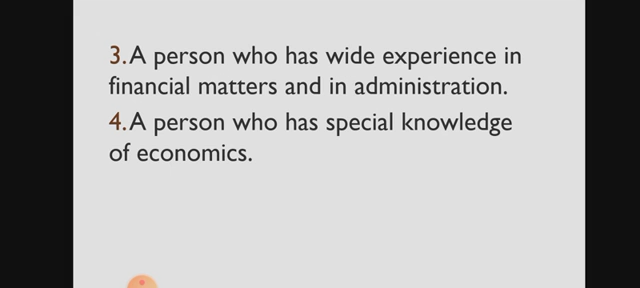 3.A person who has wide experience in
financial matters and in administration.
4.A person who has special knowledge
of economics.